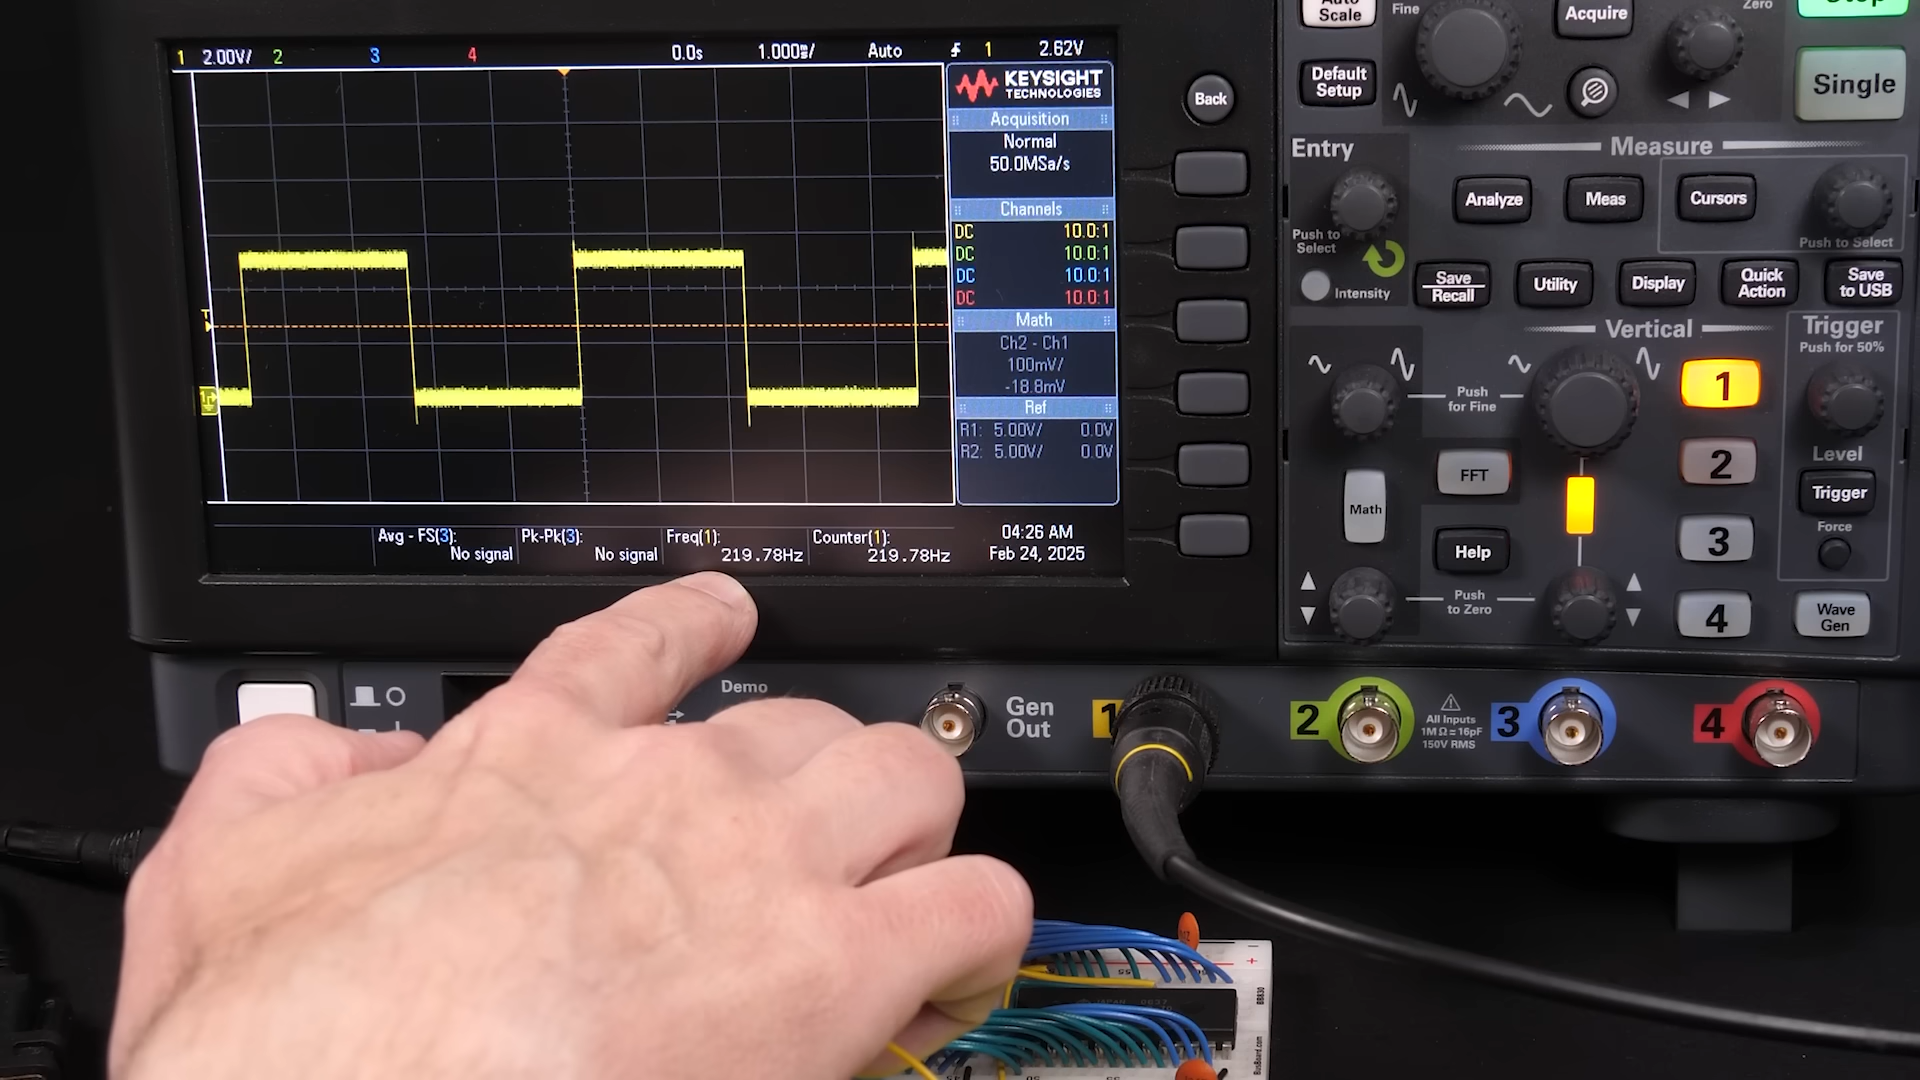 1 2.00V/ 2 3 4 0.0s 1.000ms/ Auto 1 2.62V
KEYSIGHT
TECHNOLOGIES
Acquisition
Normal
50.0MSa/s
Channels
DC 10.0:1
DC 10.0:1
DC 10.0:1
DC 10.0:1
Math
Ch2 - Ch1
100mV/
-18.8mV
Ref
R1: 5.00V/ 0.0V
R2: 5.00V/ 0.0V
T
1
Avg - FS(3):
No signal
Pk-Pk(3):
No signal
Freq(1):
219.78Hz
Counter(1):
219.78Hz
04:26 AM
Feb 24, 2025
Back
Auto
Scale
Fine
Acquire
Zero
Stop
Default
Setup
Single
Entry
Measure
Analyze
Meas
Cursors
Push to
Select
Push to Select
Intensity
Save
Recall
Utility
Display
Quick
Action
Save
to USB
Vertical
Trigger
Push for 50%
Push
for Fine
1
2
Level
FFT
Math
Trigger
Force
3
Help
Push
to Zero
4
Wave
Gen
Demo
Gen
Out
1
2
All Inputs
1MΩ≅16pF
150V RMS
3
4
BB830
BusBoard.com